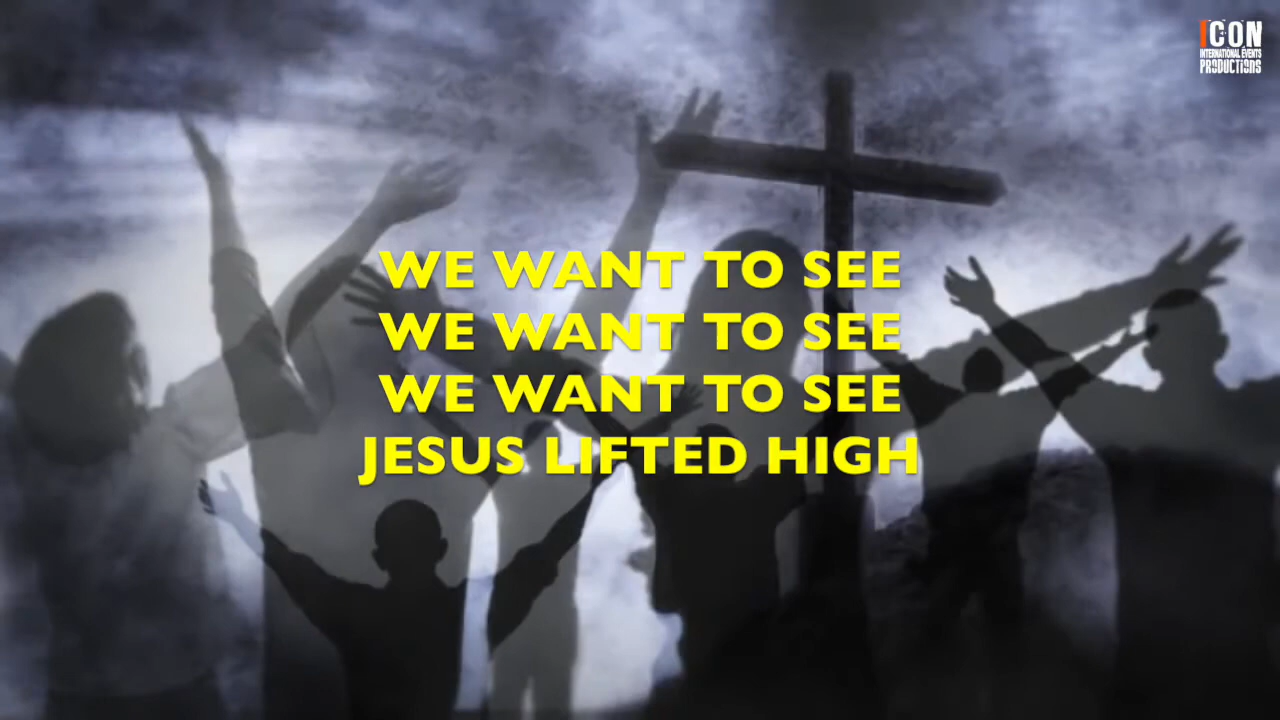 ICON
INTERNATIONAL EVENTS
PRODUCTIONS
WE WANT TO SEE
WE WANT TO SEE
WE WANT TO SEE
JESUS LIFTED HIGH